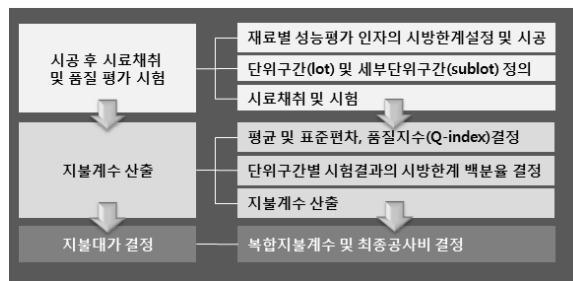 시공 후 시료채취
및 품질 평가 시험
재료별 성능평가 인자의 시방한계설정 및 시공
단위구간(lot) 및 세부단위구간(sublot) 정의
시료채취 및 시험
지불계수 산출
평균 및 표준편차, 품질지수(Q-index)결정
단위구간별 시험결과의 시방한계 백분율 결정
지불계수 산출
지불대가 결정
복합지불계수 및 최종공사비 결정